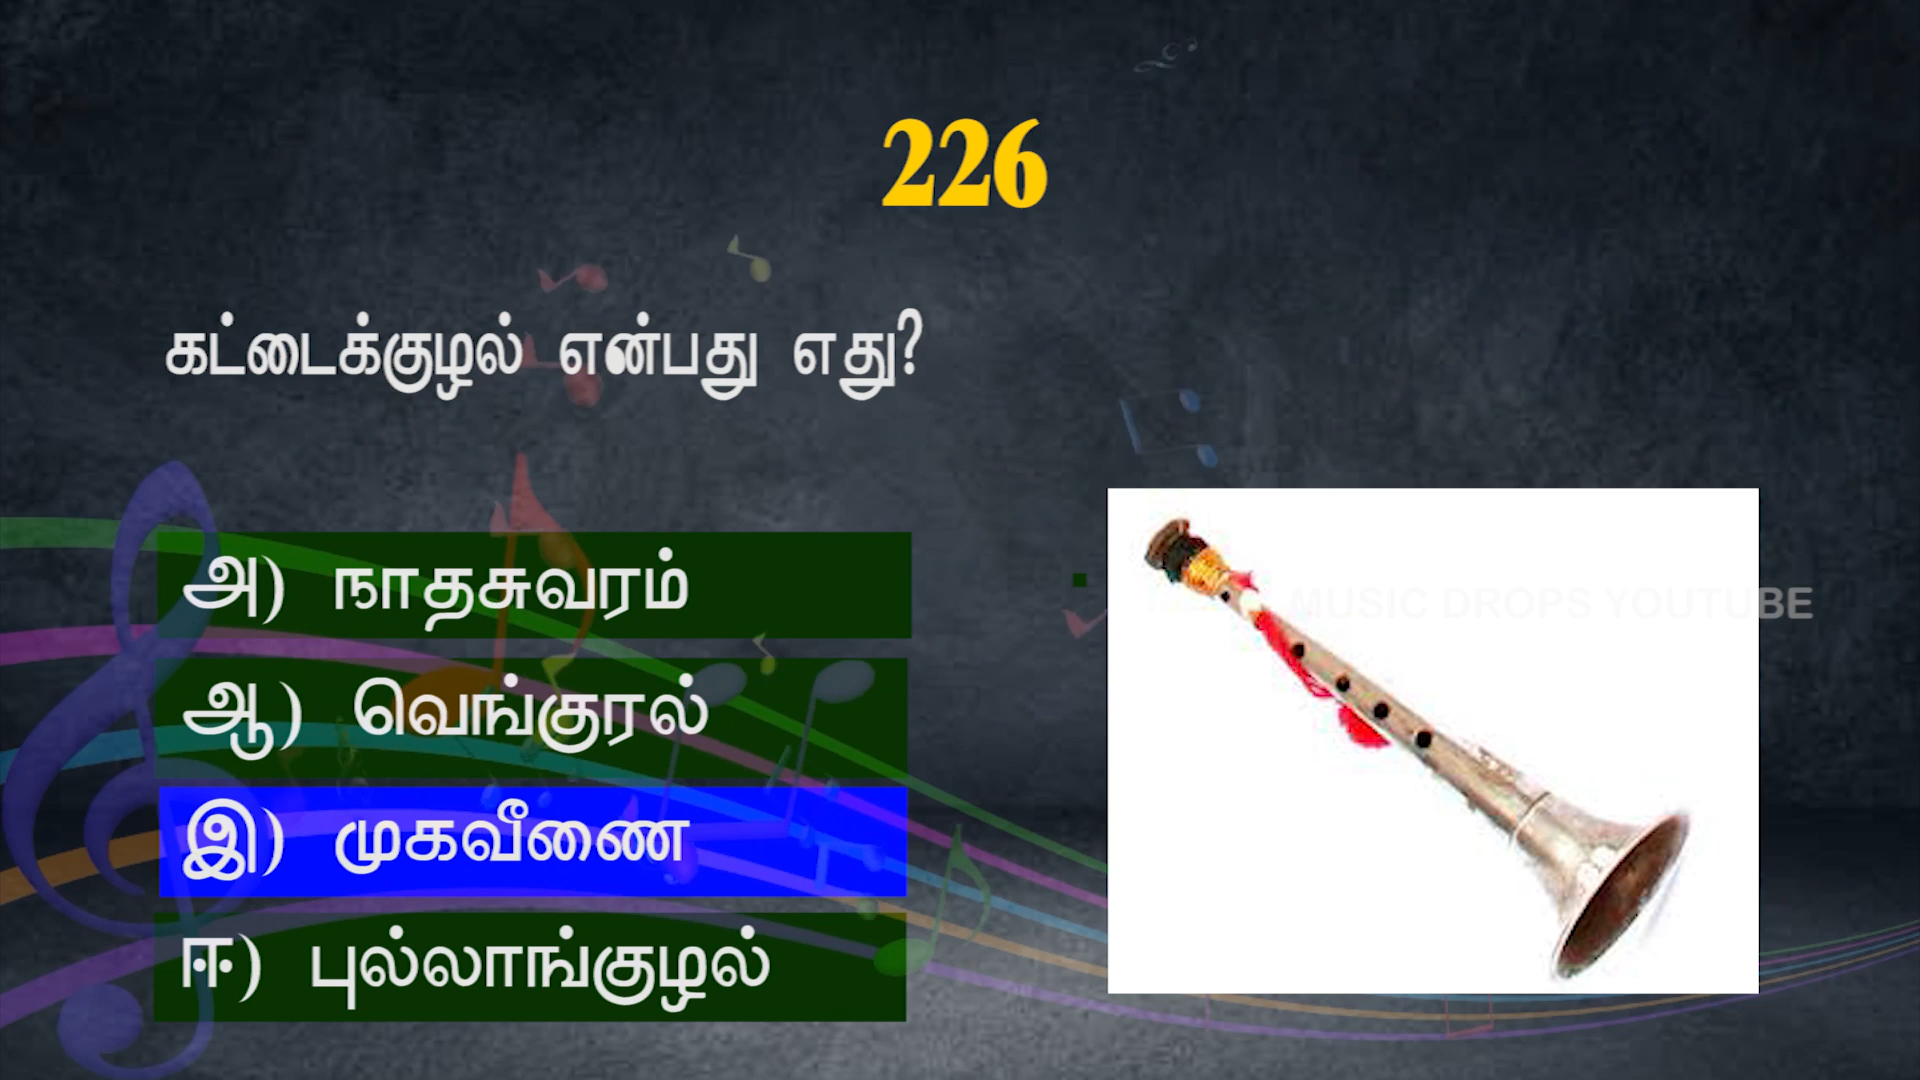 226
கட்டைக்குழல் என்பது எது?
அ) நாதசுவரம்
ஆ) வெங்குரல்
இ) முகவீணை
ஈ) புல்லாங்குழல்
MUSIC DROPS YOUTUBE